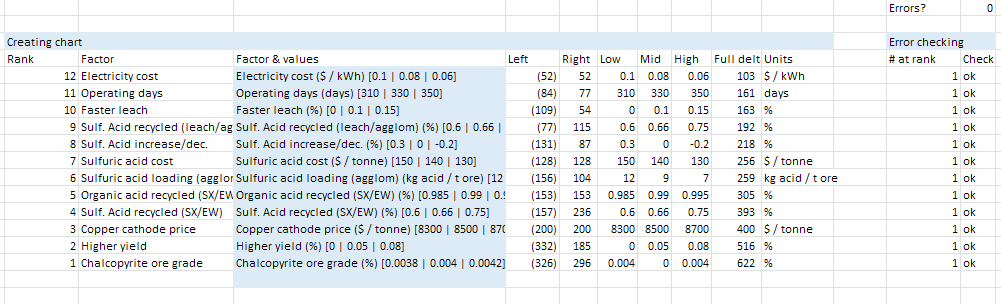 Errors? 0
Creating chart Error checking
Rank Factor Factor & values Left Right Low Mid High Full delt Units # at rank Check
12 Electricity cost Electricity cost ($ / kWh) [0.1 | 0.08 | 0.06] (52) 52 0.1 0.08 0.06 103 $ / kWh 1 ok
11 Operating days Operating days (days) [310 | 330 | 350] (84) 77 310 330 350 161 days 1 ok
10 Faster leach Faster leach (%) [0 | 0.1 | 0.15] (109) 54 0 0.1 0.15 163 % 1 ok
9 Sulf. Acid recycled (leach/ag Sulf. Acid recycled (leach/agglom) (%) [0.6 | 0.66 | (77) 115 0.6 0.66 0.75 192 % 1 ok
8 Sulf. Acid increase/dec. Sulf. Acid increase/dec. (%) [0.3 | 0 | -0.2] (131) 87 0.3 0 -0.2 218 % 1 ok
7 Sulfuric acid cost Sulfuric acid cost ($ / tonne) [150 | 140 | 130] (128) 128 150 140 130 256 $ / tonne 1 ok
6 Sulfuric acid loading (agglor Sulfuric acid loading (agglom) (kg acid / t ore) [12 (156) 104 12 9 7 259 kg acid / t ore 1 ok
5 Organic acid recycled (SX/EW Organic acid recycled (SX/EW) (%) [0.985 | 0.99 | 0.9 (153) 153 0.985 0.99 0.995 305 % 1 ok
4 Sulf. Acid recycled (SX/EW) Sulf. Acid recycled (SX/EW) (%) [0.6 | 0.66 | 0.75] (157) 236 0.6 0.66 0.75 393 % 1 ok
3 Copper cathode price Copper cathode price ($ / tonne) [8300 | 8500 | 870 (200) 200 8300 8500 8700 400 $ / tonne 1 ok
2 Higher yield Higher yield (%) [0 | 0.05 | 0.08] (332) 185 0 0.05 0.08 516 % 1 ok
1 Chalcopyrite ore grade Chalcopyrite ore grade (%) [0.0038 | 0.004 | 0.0042] (326) 296 0.004 0 0.004 622 % 1 ok